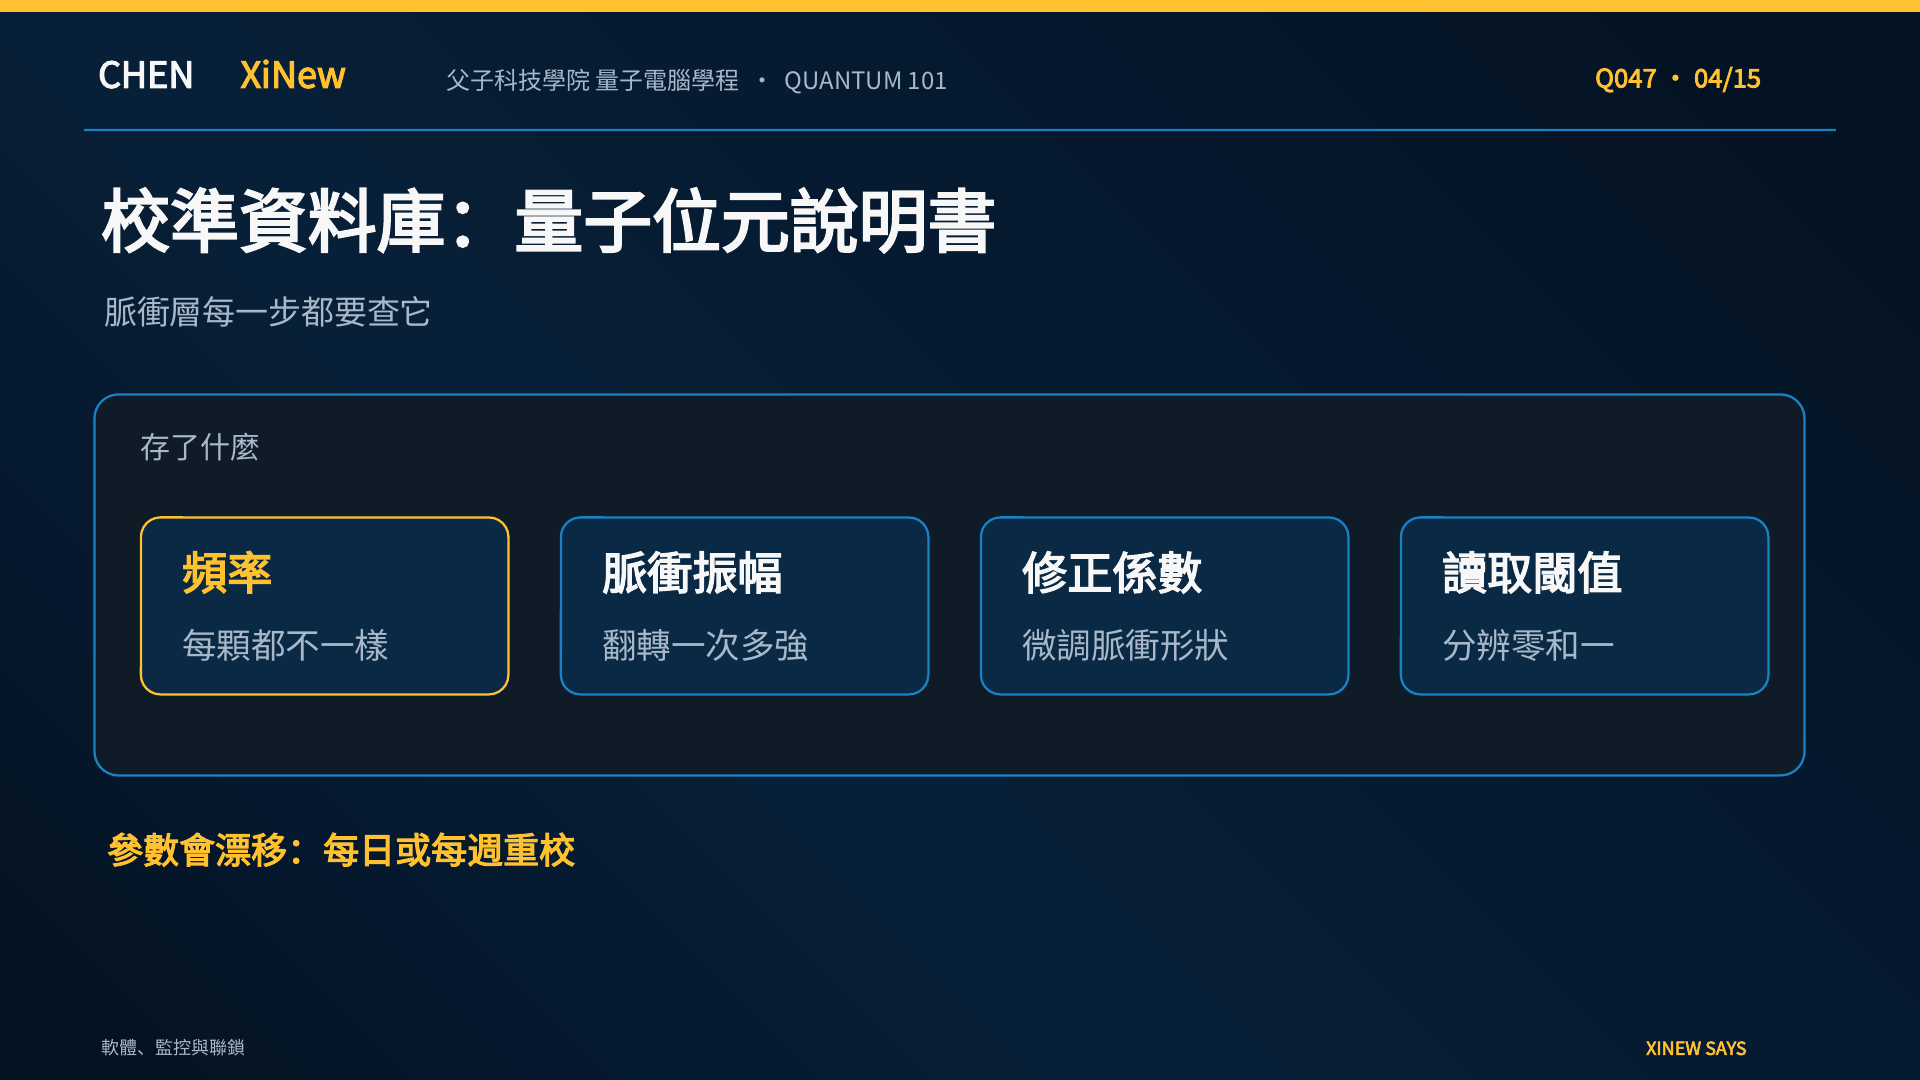 CHEN XiNew 父子科技學院 量子電腦學程 • QUANTUM 101 Q047 • 04/15
校準資料庫：量子位元說明書
脈衝層每一步都要查它
存了什麼
頻率
每顆都不一樣
脈衝振幅
翻轉一次多強
修正係數
微調脈衝形狀
讀取閾值
分辨零和一
參數會漂移：每日或每週重校
軟體、監控與聯鎖 XINEW SAYS